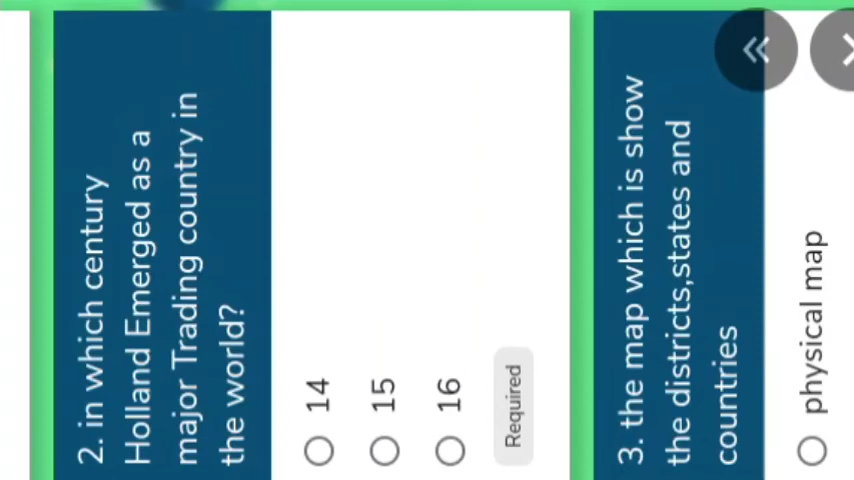 2. in which century
Holland Emerged as a
major Trading country in
the world?
14
15
16
Required
3. the map which is show
the districts,states and
countries
physical map